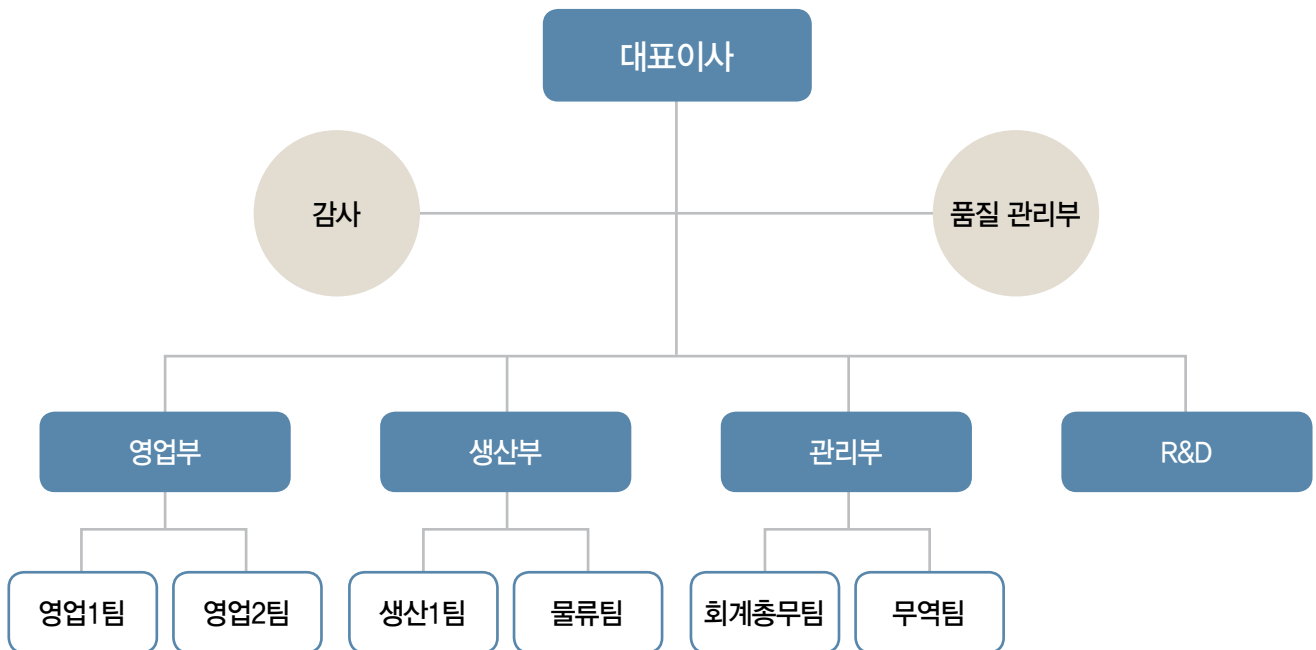 대표이사
감사
품질 관리부
영업부
생산부
관리부
R&D
영업1팀
영업2팀
생산1팀
물류팀
회계총무팀
무역팀